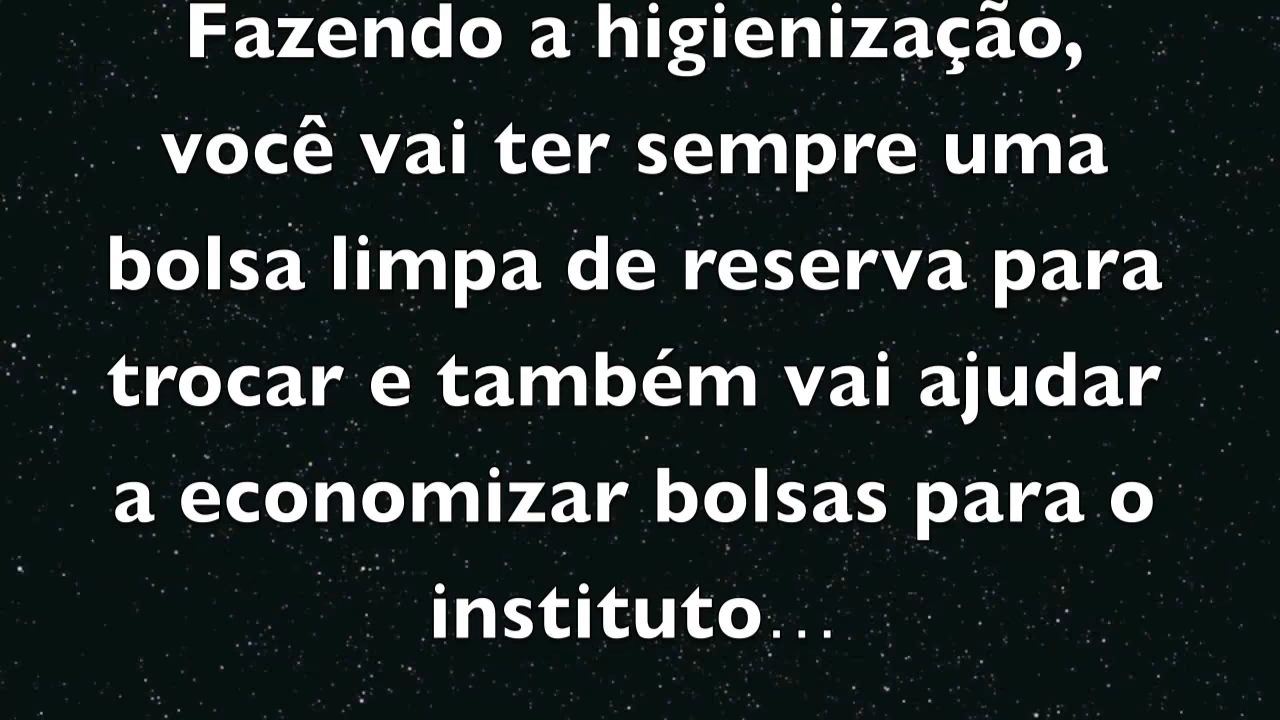 Fazendo a higienização,
você vai ter sempre uma
bolsa limpa de reserva para
trocar e também vai ajudar
a economizar bolsas para o
instituto...